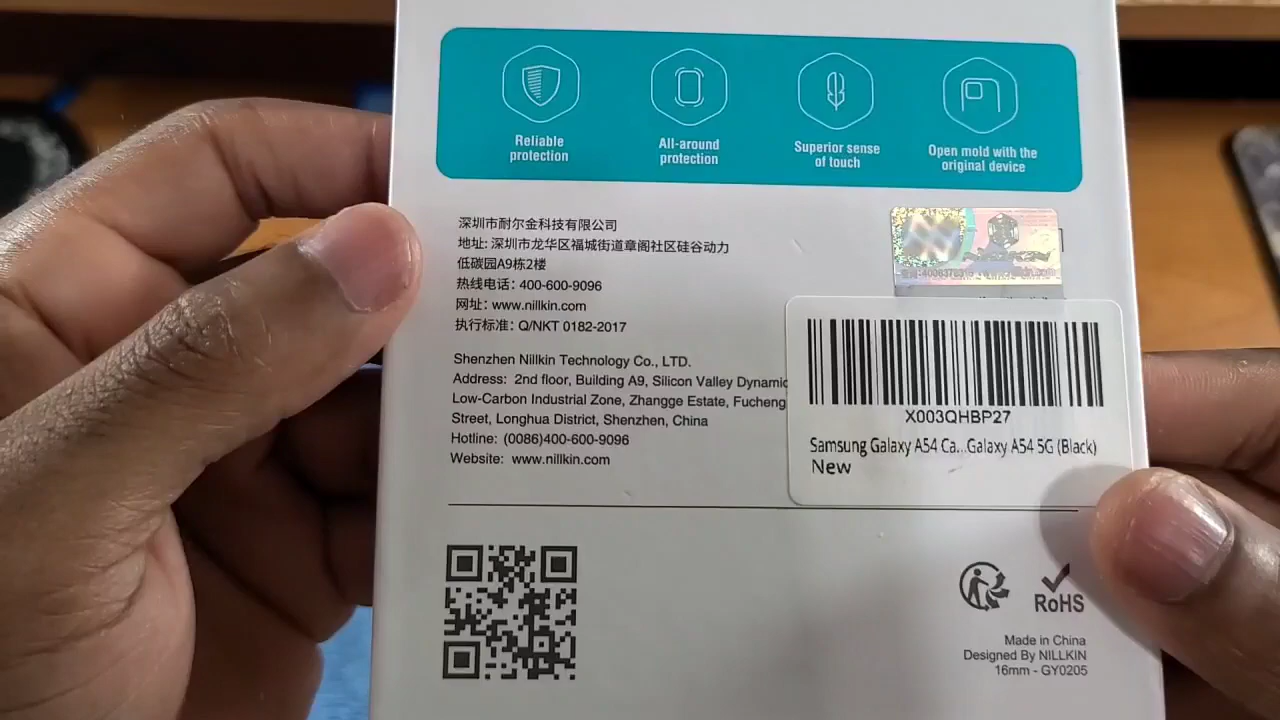 Reliable
protection
All-around
protection
Superior sense
of touch
Open mold with the
original device
深圳市耐尔金科技有限公司
地址: 深圳市龙华区福城街道章阁社区硅谷动力
低碳园A9栋2楼
热线电话: 400-600-9096
网址: www.nillkin.com
执行标准: Q/NKT 0182-2017
Shenzhen Nillkin Technology Co., LTD.
Address: 2nd floor, Building A9, Silicon Valley Dynamic
Low-Carbon Industrial Zone, Zhangge Estate, Fucheng
Street, Longhua District, Shenzhen, China
Hotline: (0086)400-600-9096
Website: www.nillkin.com
X003QHBP27
Samsung Galaxy A54 Ca...Galaxy A54 5G (Black)
New
RoHS
Made in China
Designed By NILLKIN
16mm - GY0205